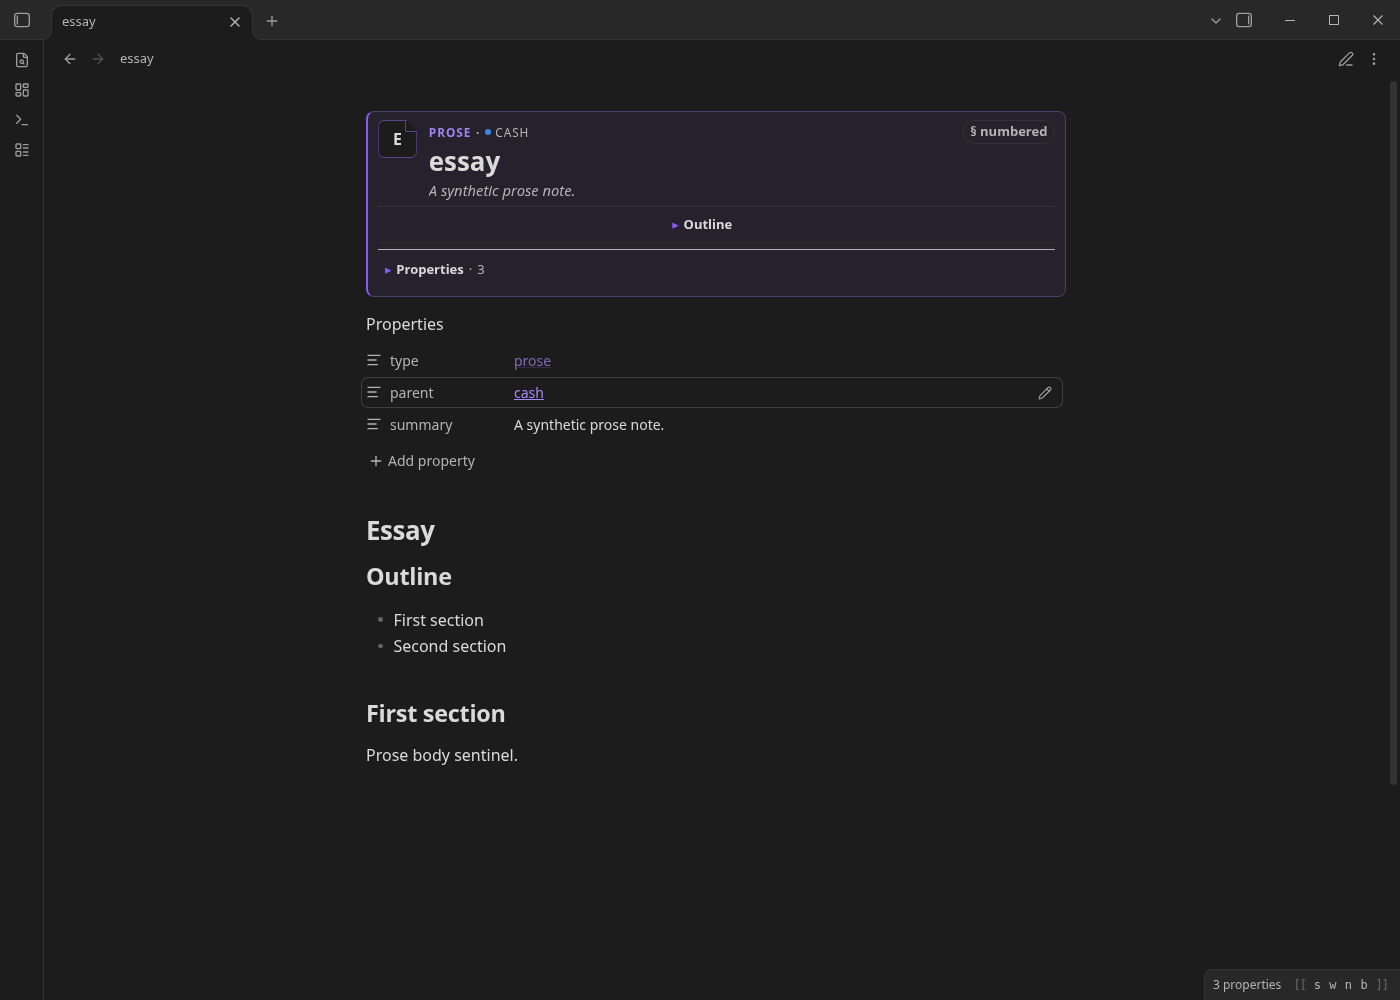 essay
essay
E
PROSE · CASH
§ numbered
essay
A synthetic prose note.
▸ Outline
▸ Properties · 3
Properties
type prose
parent cash
summary A synthetic prose note.
Add property
Essay
Outline
• First section
• Second section
First section
Prose body sentinel.
3 properties [[ s w n b ]]